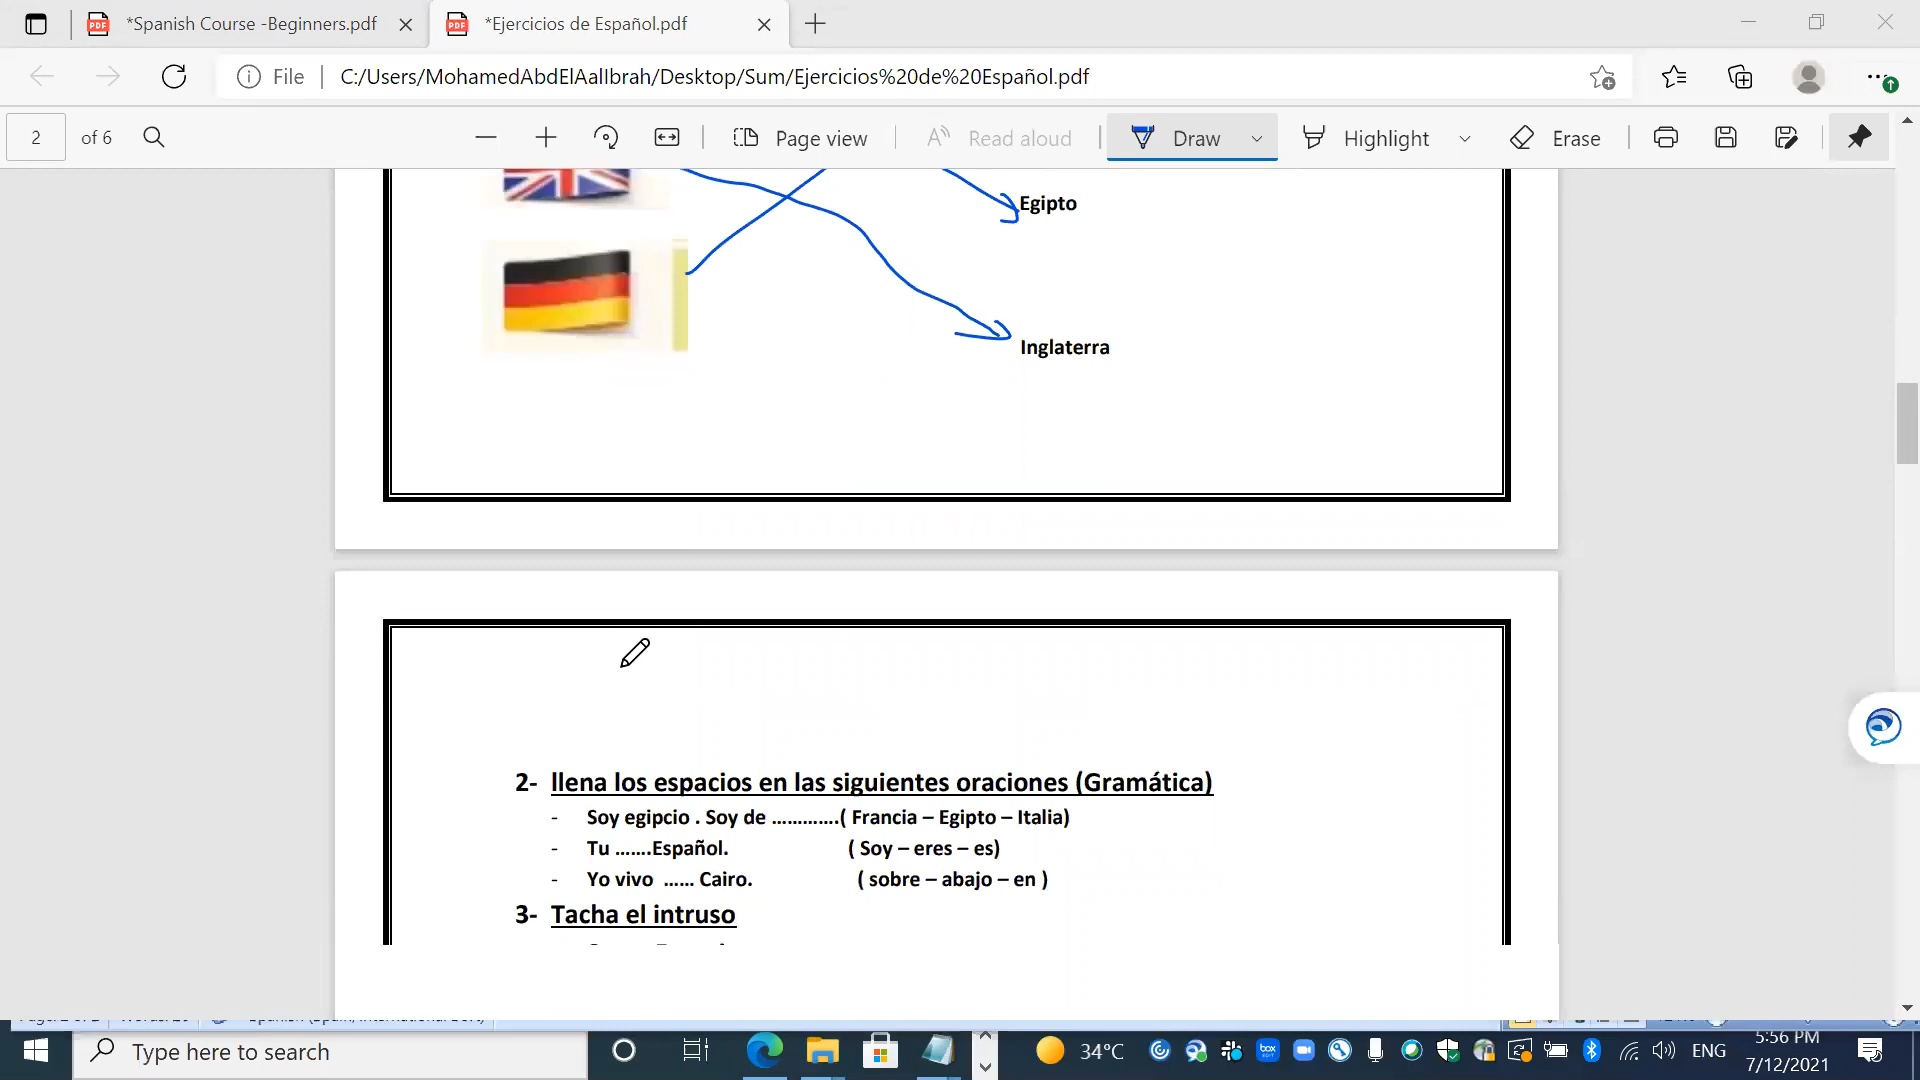 *Spanish Course -Beginners.pdf
*Ejercicios de Español.pdf
File
C:/Users/MohamedAbdElAalIbrah/Desktop/Sum/Ejercicios%20de%20Español.pdf
2 of 6
Page view
Read aloud
Draw
Highlight
Erase
Egipto
Inglaterra
2- llena los espacios en las siguientes oraciones (Gramática)
- Soy egipcio . Soy de .............( Francia – Egipto – Italia)
- Tu .......Español. ( Soy – eres – es)
- Yo vivo ...... Cairo. ( sobre – abajo – en )
3- Tacha el intruso
Type here to search
34°C
ENG
5:56 PM
7/12/2021